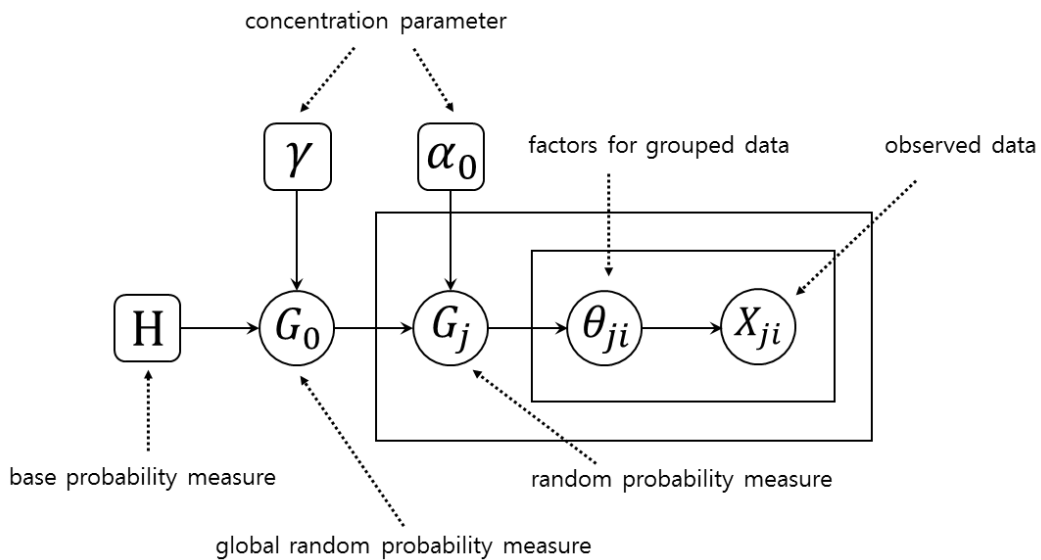 concentration parameter
γ
α₀
factors for grouped data
observed data
H
G₀
Gⱼ
θⱼᵢ
Xⱼᵢ
base probability measure
random probability measure
global random probability measure